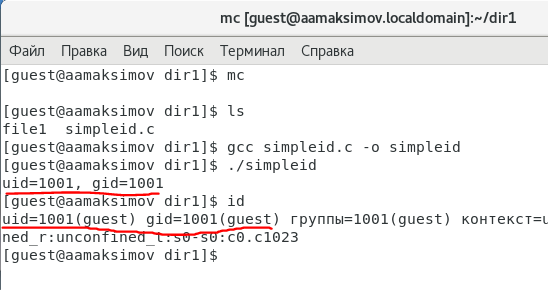 mc [guest@aamaksimov.localdomain]:~/dir1
Файл Правка Вид Поиск Терминал Справка
[guest@aamaksimov dir1]$ mc
[guest@aamaksimov dir1]$ ls
file1  simpleid.c
[guest@aamaksimov dir1]$ gcc simpleid.c -o simpleid
[guest@aamaksimov dir1]$ ./simpleid
uid=1001, gid=1001
[guest@aamaksimov dir1]$ id
uid=1001(guest) gid=1001(guest) группы=1001(guest) контекст=u
ned_r:unconfined_t:s0-s0:c0.c1023
[guest@aamaksimov dir1]$